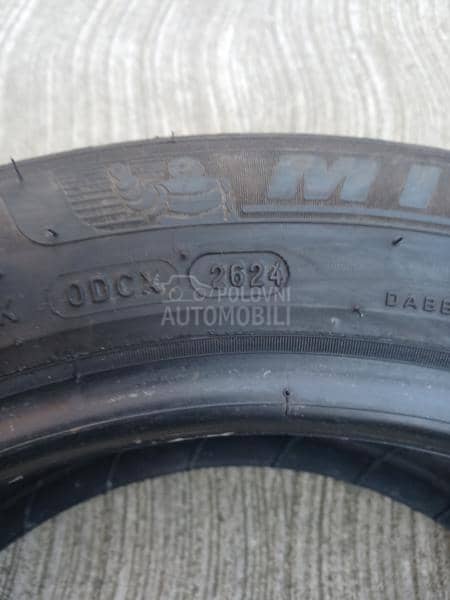 MI
K 0DCX 2624 DABE
POLOVNI
AUTOMOBILI